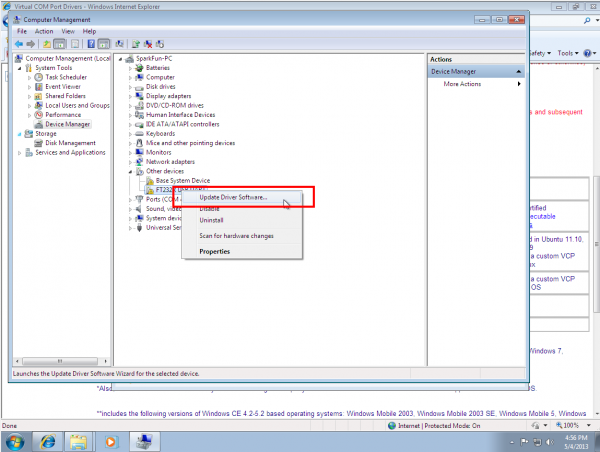 Virtual COM Port Drivers - Windows Internet Explorer
Computer Management
File Action View Help
Computer Management (Local
System Tools
Task Scheduler
Event Viewer
Shared Folders
Local Users and Groups
Performance
Device Manager
Storage
Disk Management
Services and Applications
SparkFun-PC
Batteries
Computer
Disk drives
Display adapters
DVD/CD-ROM drives
Human Interface Devices
IDE ATA/ATAPI controllers
Keyboards
Mice and other pointing devices
Monitors
Network adapters
Other devices
Base System Device
FT232R USB UART
Ports (COM
Sound, video
System devic
Universal Ser
Update Driver Software...
Disable
Uninstall
Scan for hardware changes
Properties
Actions
Device Manager
More Actions
Safety Tools
s and subsequent
rtified
ecutable
d in Ubuntu 11.10,
a custom VCP
a custom VCP
OS
Windows 7,
Launches the Update Driver Software Wizard for the selected device.
*Also
OS.
**includes the following versions of Windows CE 4.2-5.2 based operating systems: Windows Mobile 2003, Windows Mobile 2003 SE, Windows Mobile 5, Windows
Done
Internet | Protected Mode: On
100%
4:56 PM
5/4/2013